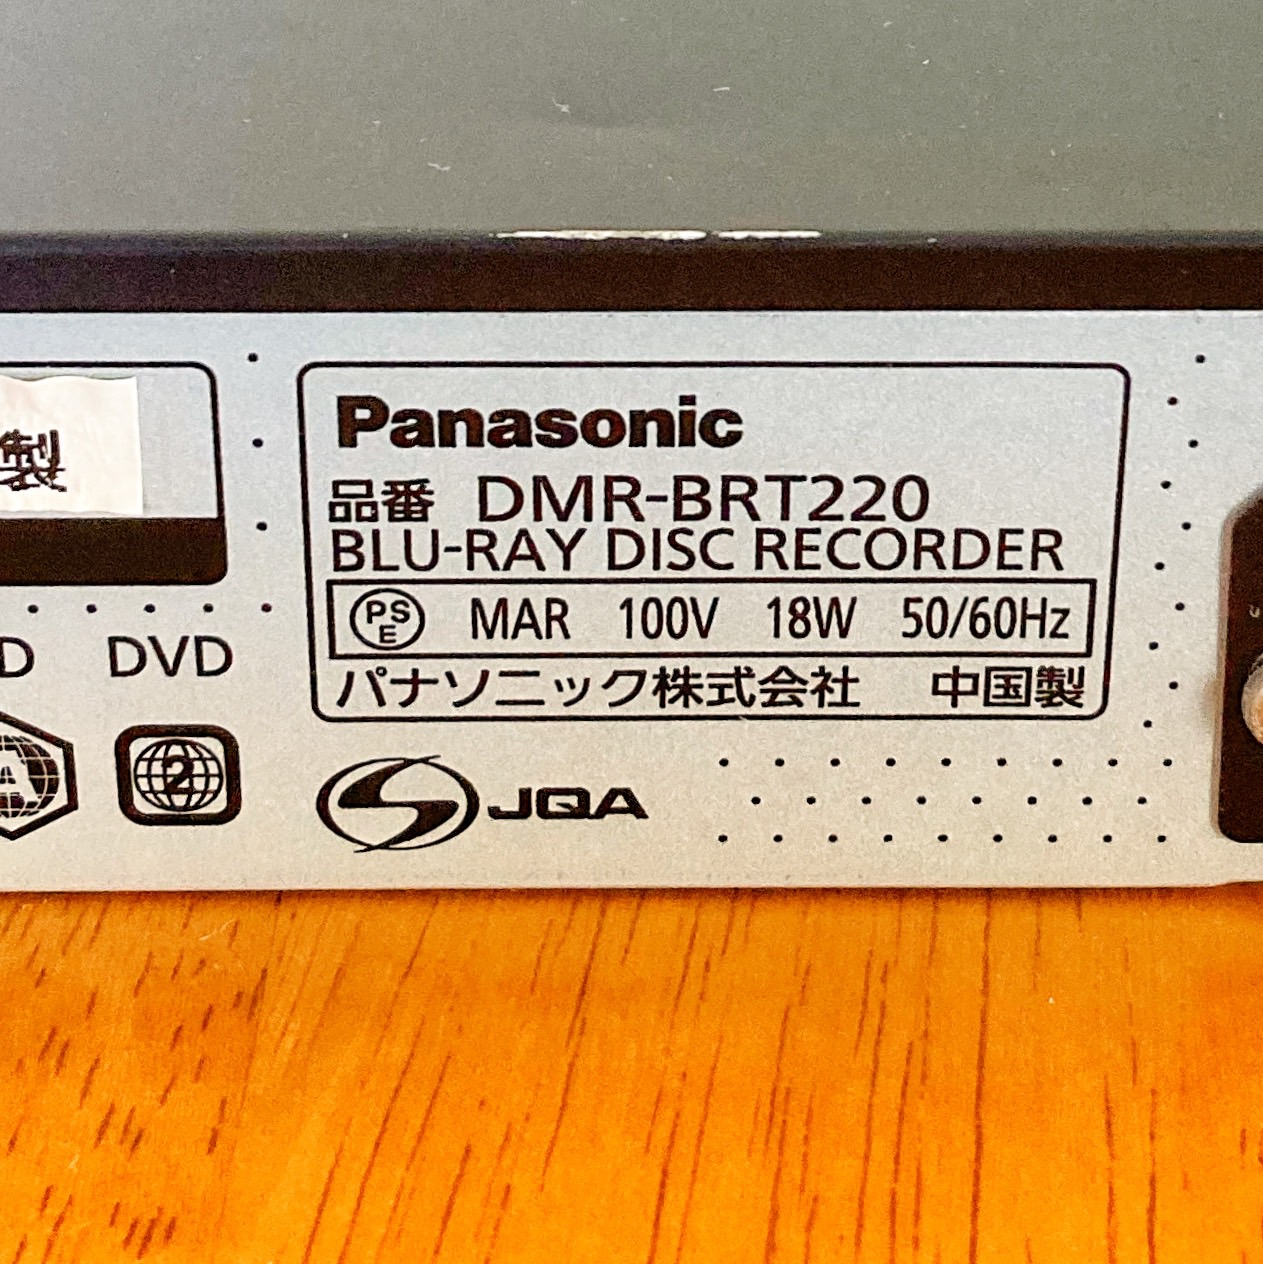 Panasonic
品番 DMR-BRT220
BLU-RAY DISC RECORDER
PSE MAR 100V 18W 50/60Hz
パナソニック株式会社 中国製
製
D DVD
A 2
JQA